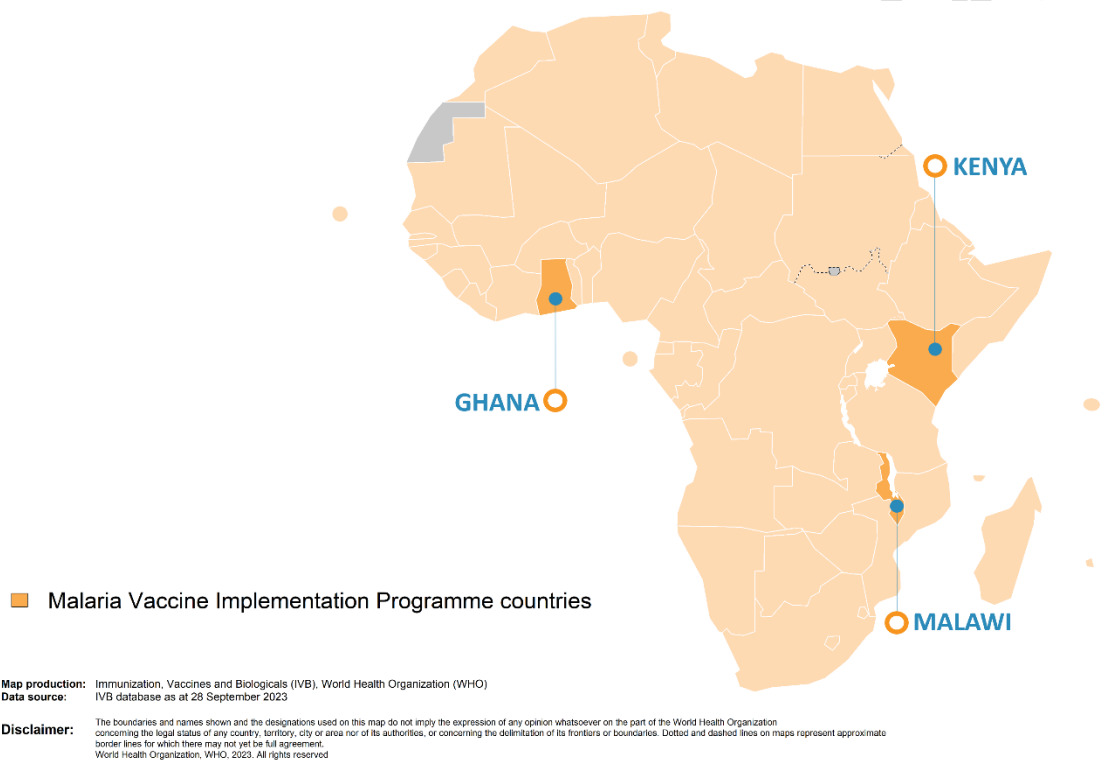 KENYA
GHANA
Malaria Vaccine Implementation Programme countries
MALAWI
Map production: Immunization, Vaccines and Biologicals (IVB), World Health Organization (WHO)
Data source: IVB database as at 28 September 2023
Disclaimer: The boundaries and names shown and the designations used on this map do not imply the expression of any opinion whatsoever on the part of the World Health Organization
concerning the legal status of any country, territory, city or area nor of its authorities, or concerning the delimitation of its frontiers or boundaries. Dotted and dashed lines on maps represent approximate
border lines for which there may not yet be full agreement.
World Health Organization, WHO, 2023. All rights reserved